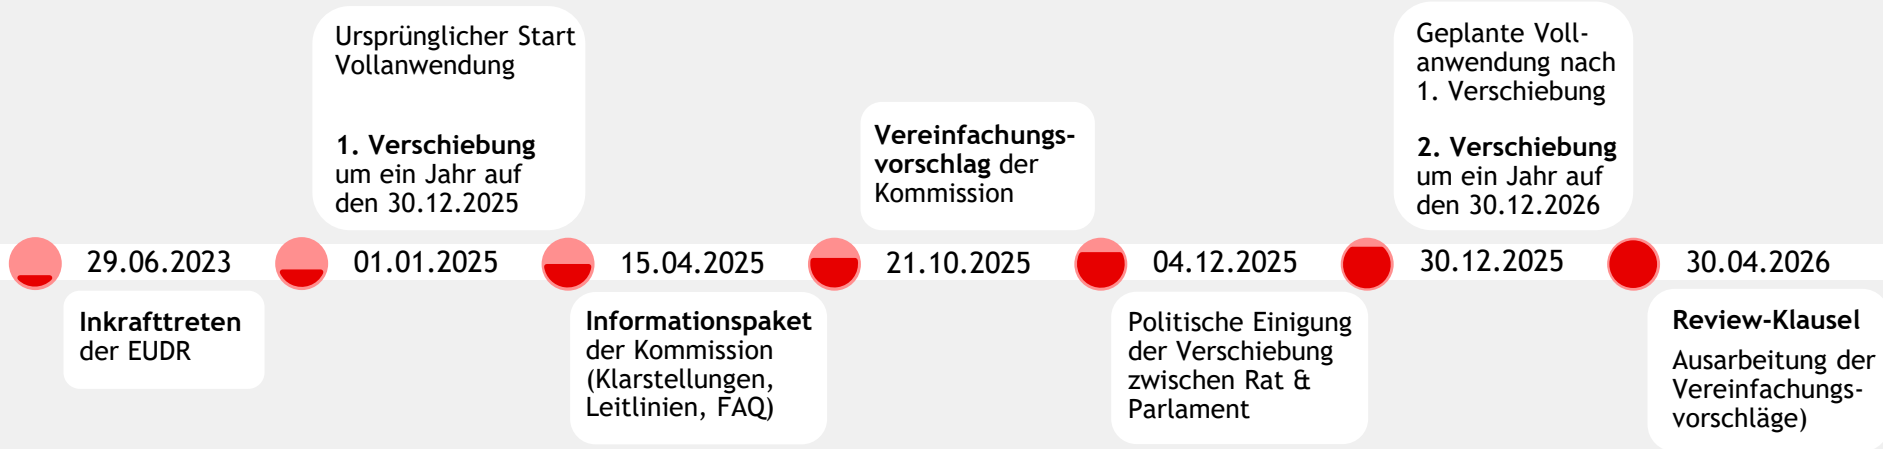 29.06.2023
Inkrafttreten
der EUDR
Ursprünglicher Start
Vollanwendung
1. Verschiebung
um ein Jahr auf
den 30.12.2025
01.01.2025
15.04.2025
Informationspaket
der Kommission
(Klarstellungen,
Leitlinien, FAQ)
Vereinfachungs-
vorschlag der
Kommission
21.10.2025
04.12.2025
Politische Einigung
der Verschiebung
zwischen Rat &
Parlament
Geplante Voll-
anwendung nach
1. Verschiebung
2. Verschiebung
um ein Jahr auf
den 30.12.2026
30.12.2025
30.04.2026
Review-Klausel
Ausarbeitung der
Vereinfachungs-
vorschläge)